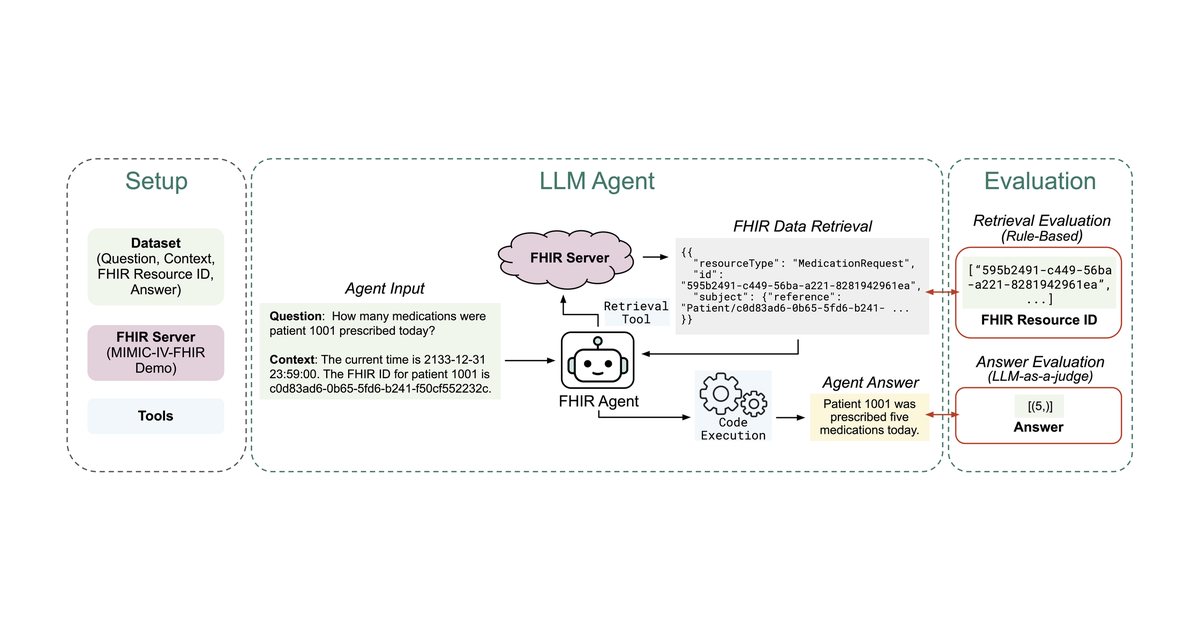 Setup
Dataset
(Question, Context,
FHIR Resource ID,
Answer)
FHIR Server
(MIMIC-IV-FHIR
Demo)
Tools
LLM Agent
Agent Input
Question: How many medications were
patient 1001 prescribed today?
Context: The current time is 2133-12-31
23:59:00. The FHIR ID for patient 1001 is
c0d83ad6-0b65-5fd6-b241-f50cf552232c.
FHIR Server
Retrieval
Tool
FHIR Agent
FHIR Data Retrieval
{{
"resourceType": "MedicationRequest",
"id":
"595b2491-c449-56ba-a221-8281942961ea",
"subject": {"reference":
"Patient/c0d83ad6-0b65-5fd6-b241- ...
}}
Code
Execution
Agent Answer
Patient 1001 was
prescribed five
medications today.
Evaluation
Retrieval Evaluation
(Rule-Based)
[“595b2491-c449-56ba
-a221-8281942961ea”,
...]
FHIR Resource ID
Answer Evaluation
(LLM-as-a-judge)
[(5,)]
Answer